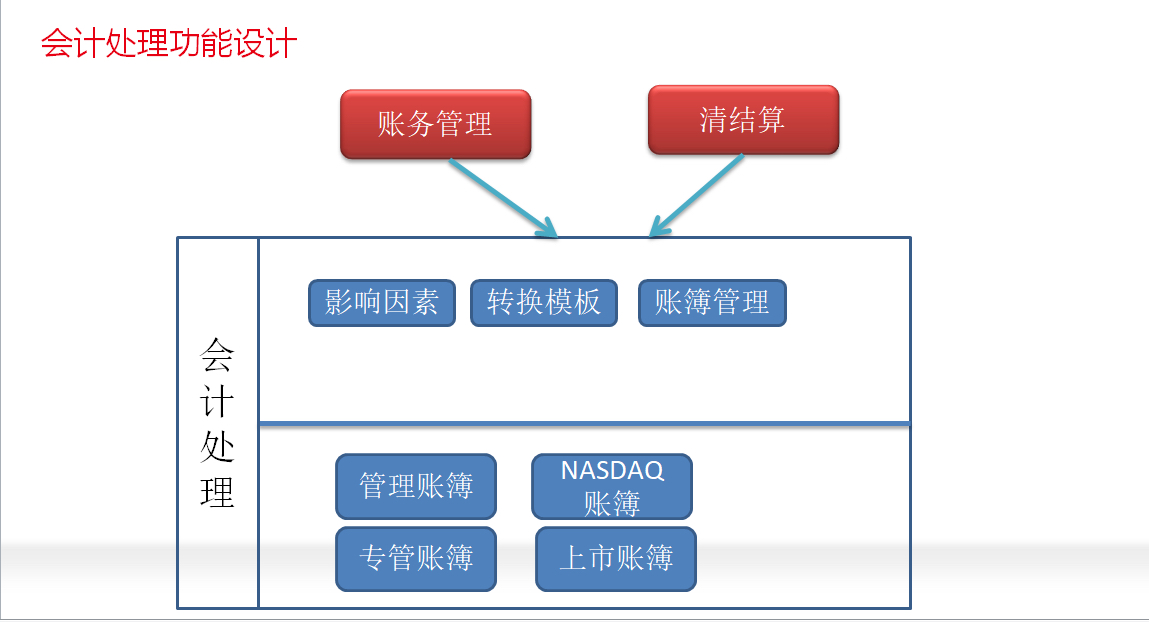 会计处理功能设计
账务管理
清结算
影响因素
转换模板
账簿管理
会
计
处
理
管理账簿
NASDAQ
账簿
专管账簿
上市账簿